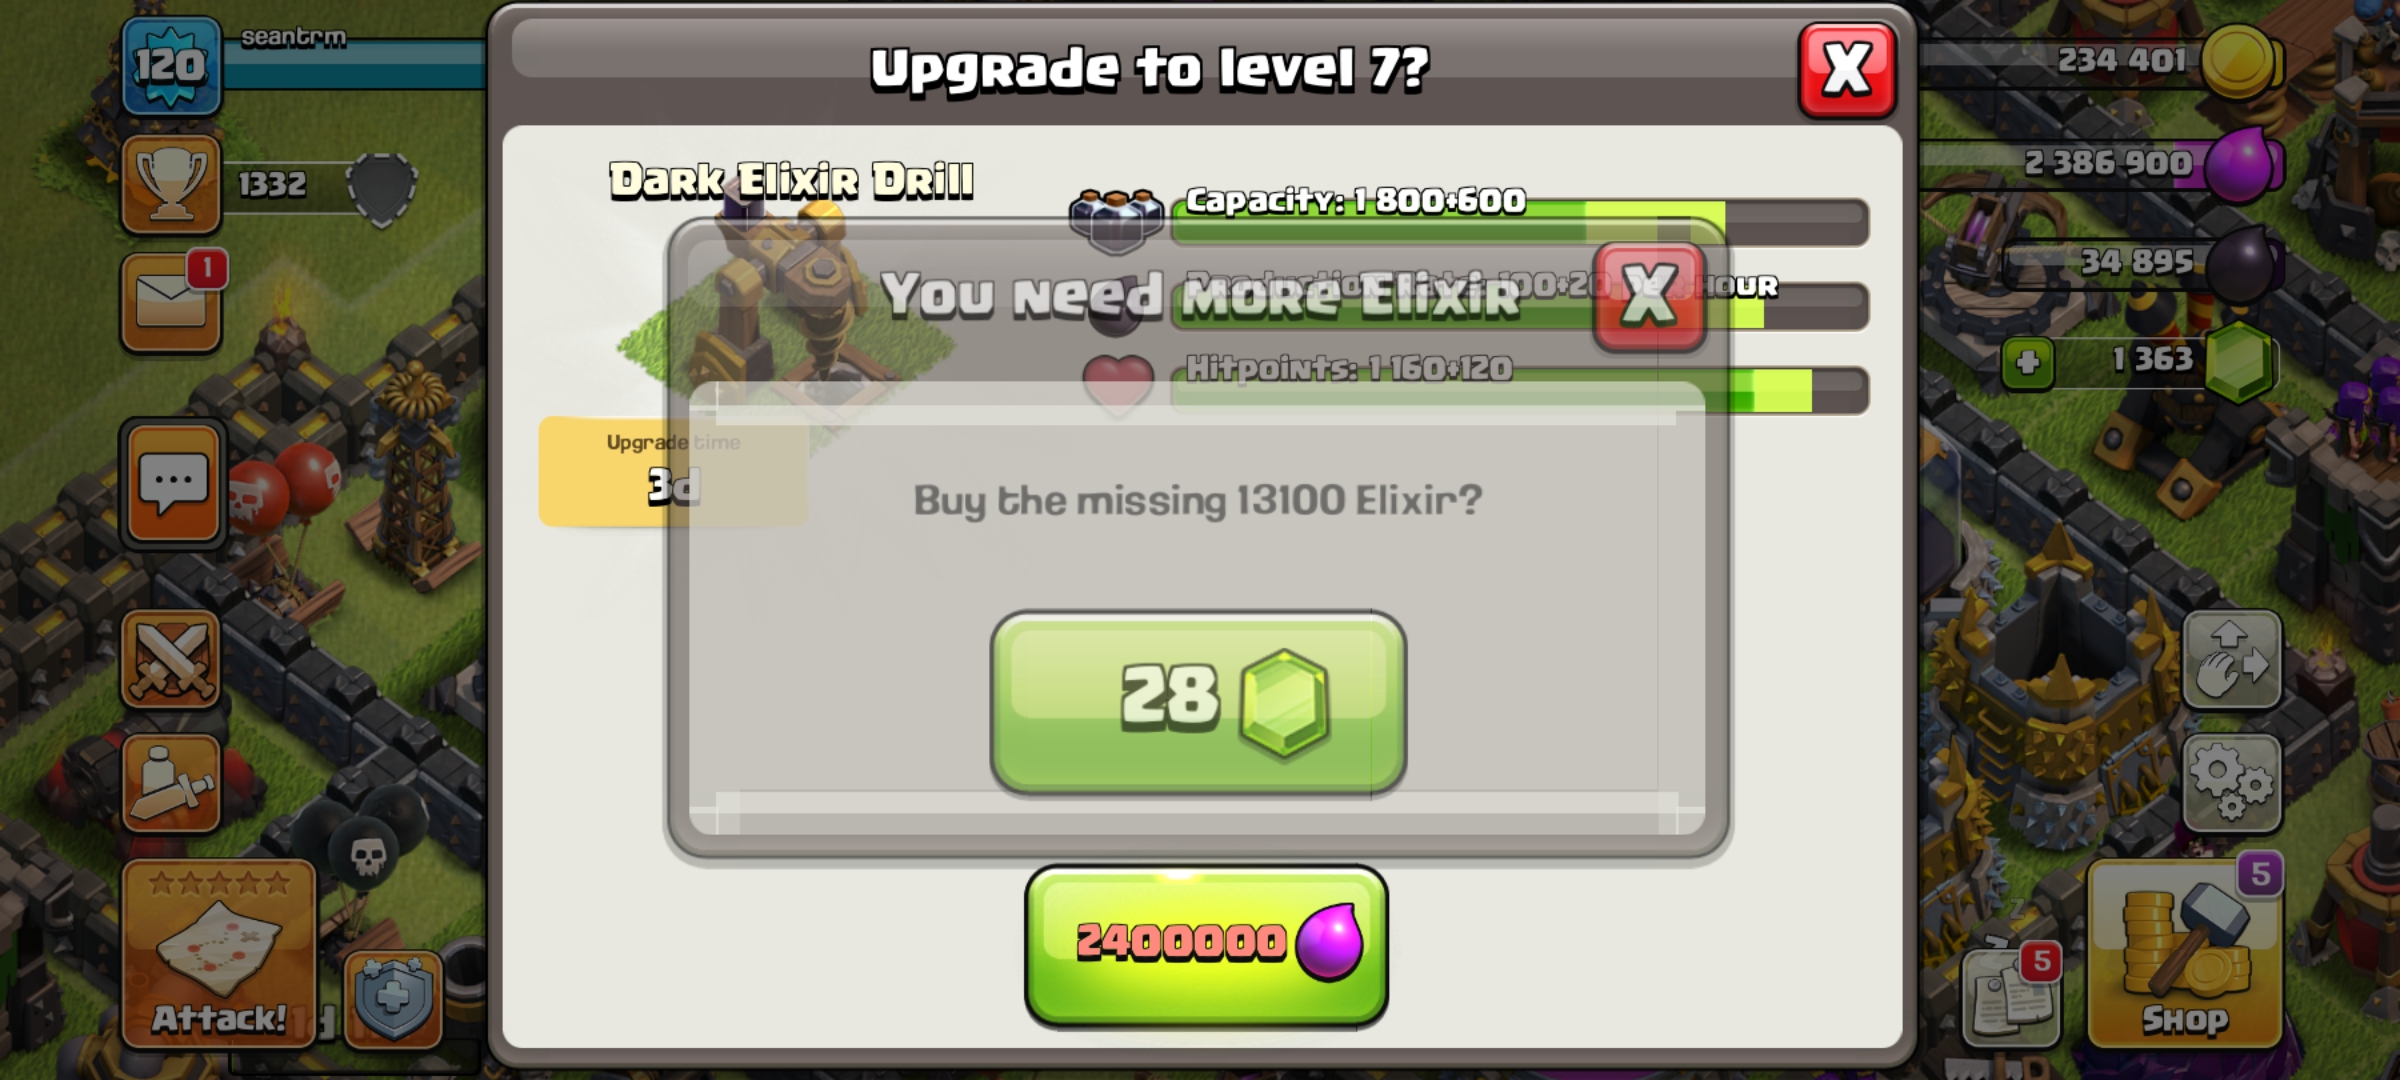 120
seantrm
Upgrade to level 7?
X
234 401
Dark Elixir Drill
2 386 900
1332
Capacity: 1 800+600
1
You need more Elixir
X
Hour
34 895
1 363
Hitpoints: 1 160+120
Upgrade time
3d
Buy the missing 13100 Elixir?
28
5
2400000
5
Attack!
Shop